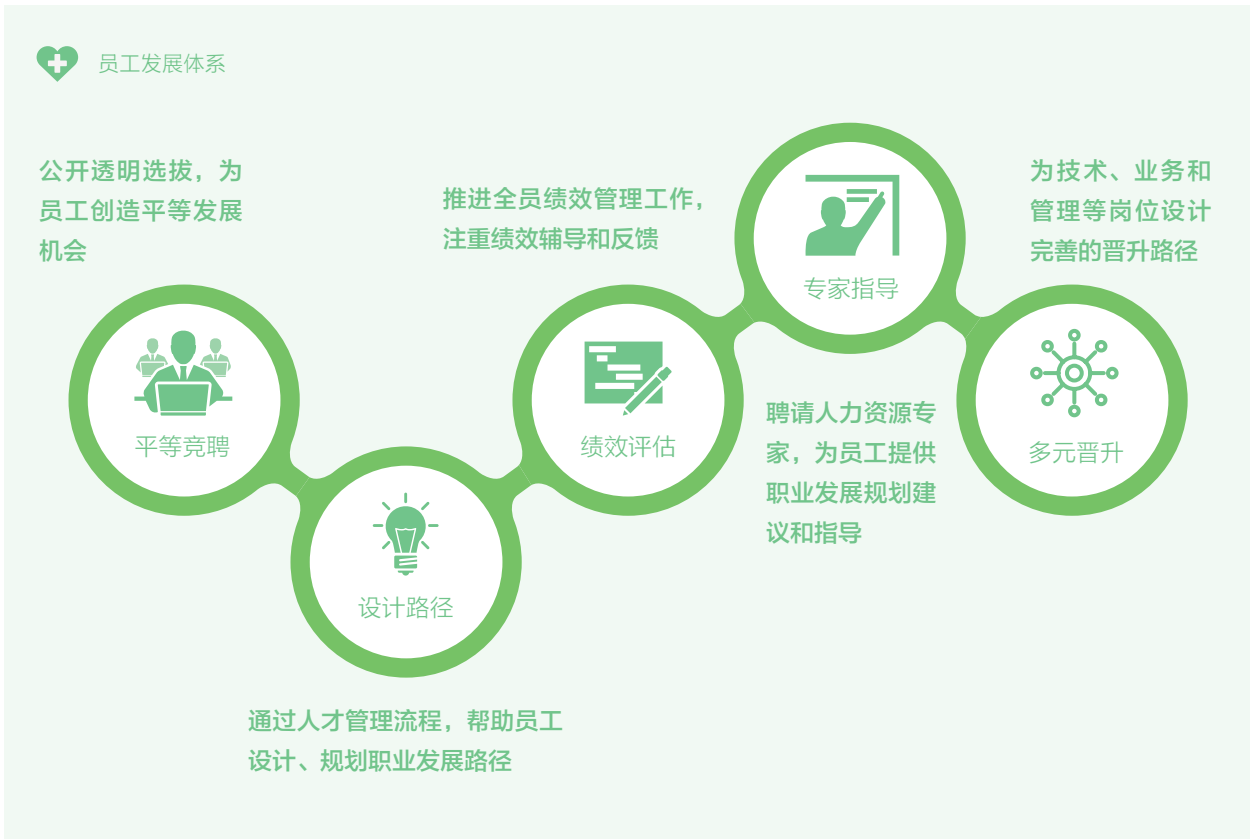 员工发展体系
公开透明选拔，为
员工创造平等发展
机会
平等竞聘
设计路径
通过人才管理流程，帮助员工
设计、规划职业发展路径
推进全员绩效管理工作，
注重绩效辅导和反馈
绩效评估
专家指导
聘请人力资源专
家，为员工提供
职业发展规划建
议和指导
为技术、业务和
管理等岗位设计
完善的晋升路径
多元晋升